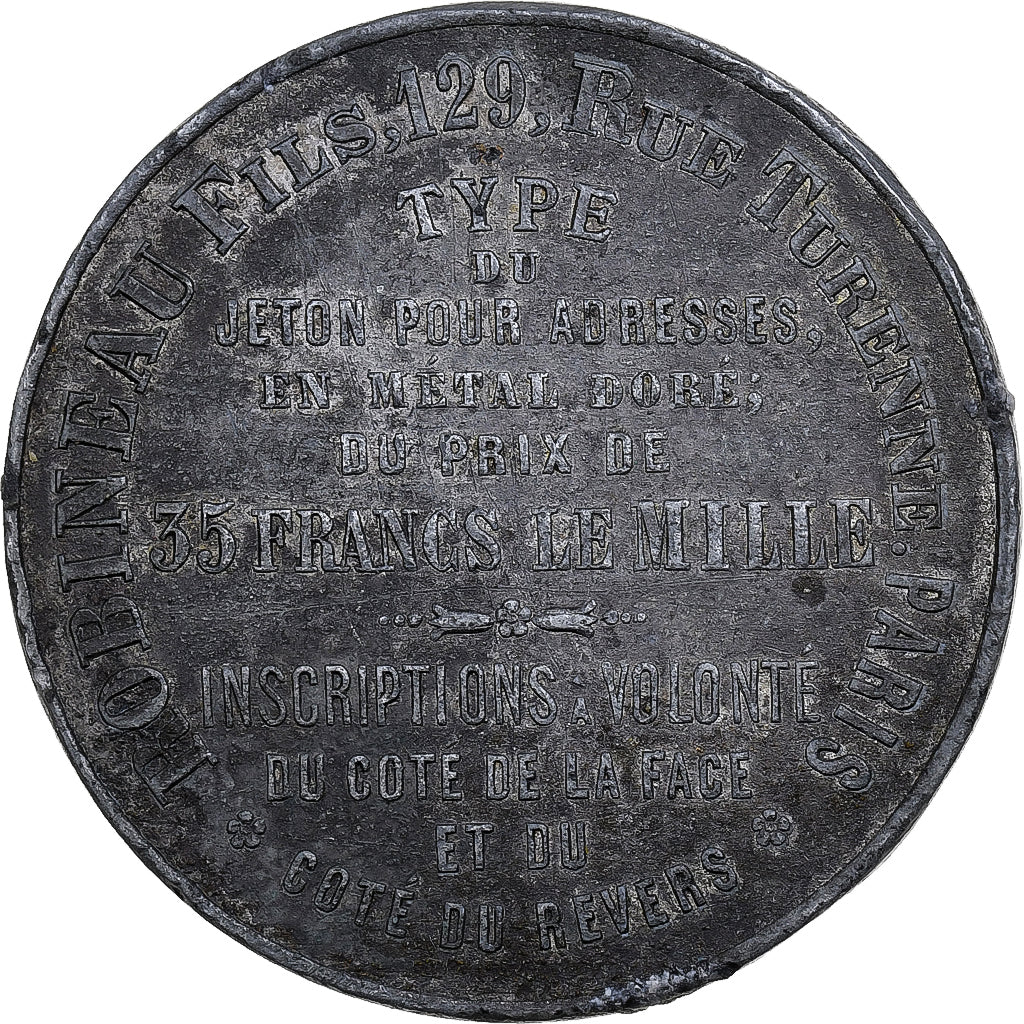 ROBINEAU FILS, 129, RUE TURENNE. PARIS
TYPE
DU
JETON POUR ADRESSES,
EN MÉTAL DORÉ;
DU PRIX DE
35 FRANCS LE MILLE
INSCRIPTIONS A VOLONTÉ
DU COTE DE LA FACE
ET DU
COTÉ DU REVERS